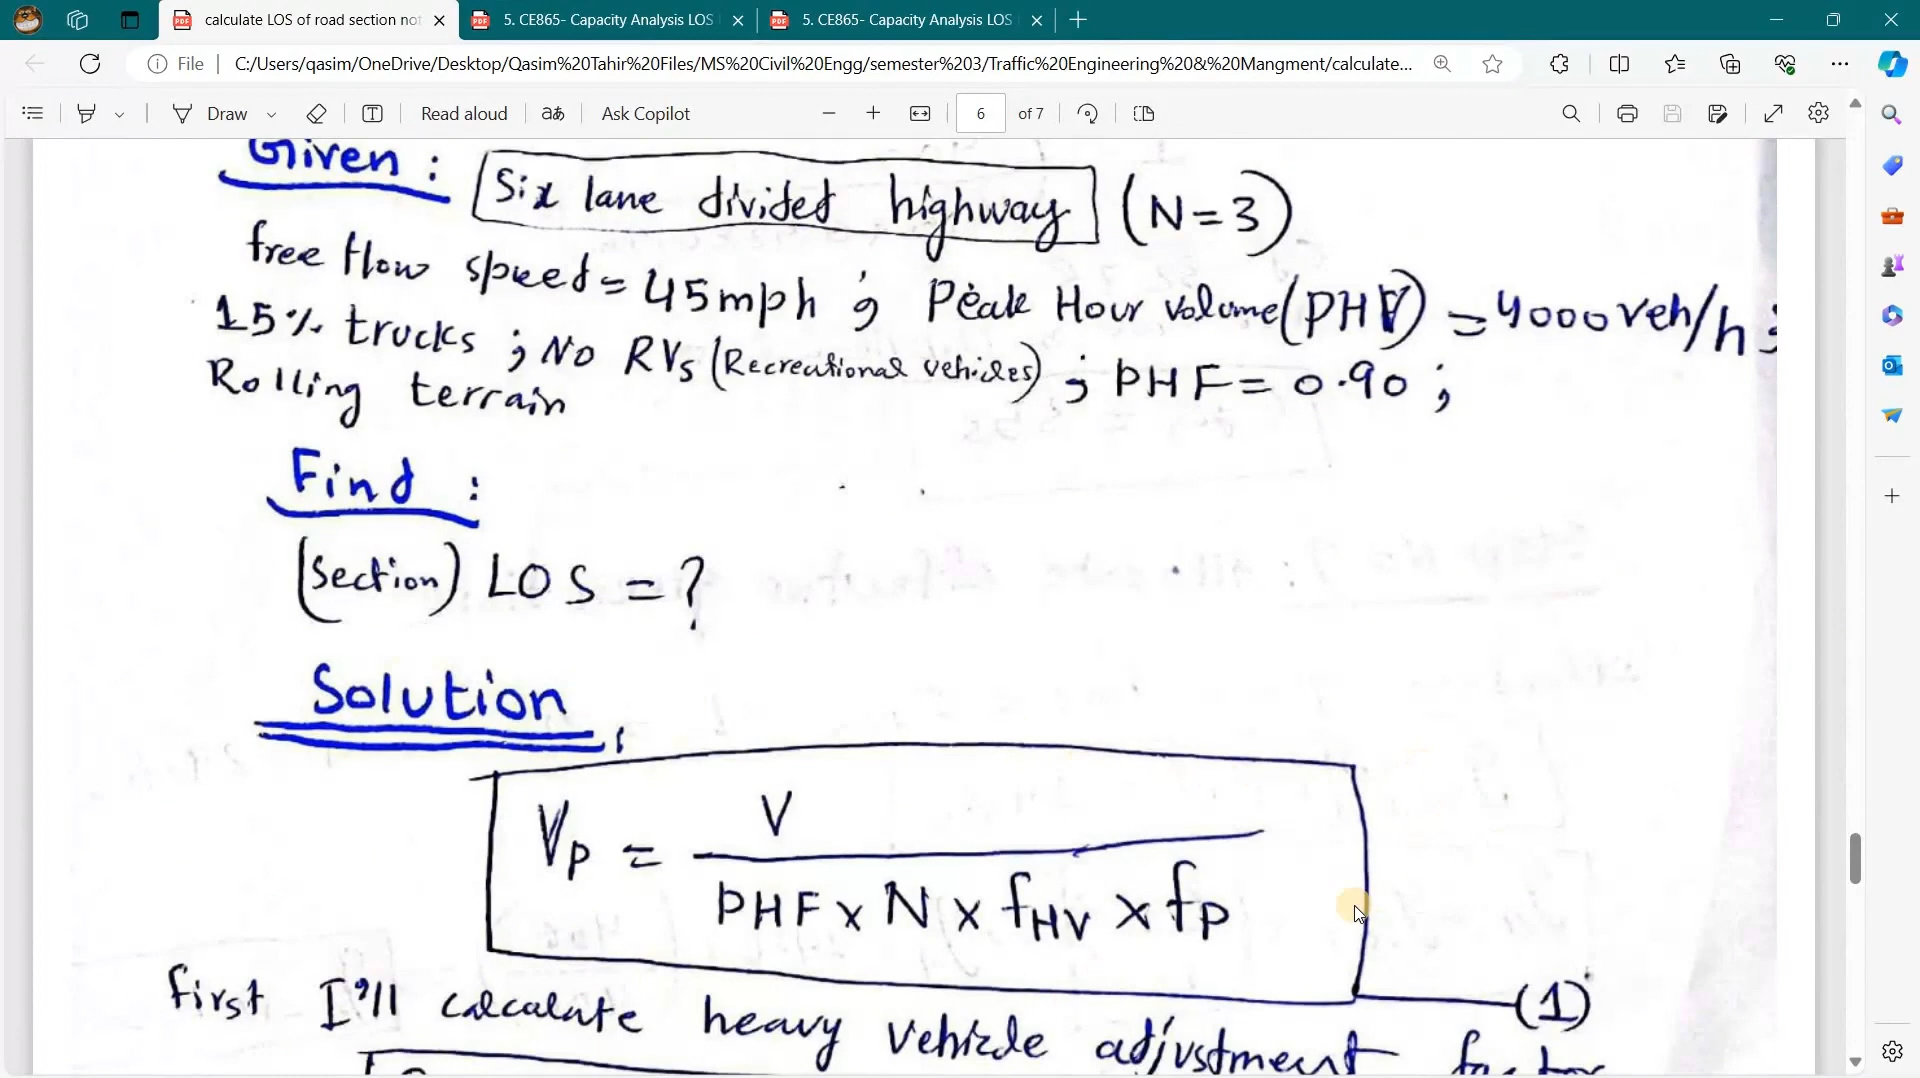 calculate LOS of road section not
5. CE865- Capacity Analysis LOS
5. CE865- Capacity Analysis LOS
File
C:/Users/qasim/OneDrive/Desktop/Qasim%20Tahir%20Files/MS%20Civil%20Engg/semester%203/Traffic%20Engineering%20&%20Mangment/calculate...
Draw
Read aloud
aあ
Ask Copilot
6
of 7
Given :
Six lane divided highway (N=3)
free flow speed = 45mph ; Peak Hour volume (PHV) = 4000 veh/h ;
15% trucks ; No RVs (Recreational vehicles) ; PHF = 0.90 ;
Rolling terrain
Find :
(Section) LOS = ?
Solution :
Vp = V / PHF x N x fHV x fp
(1)
First I'll calculate heavy vehicle adjustment factor